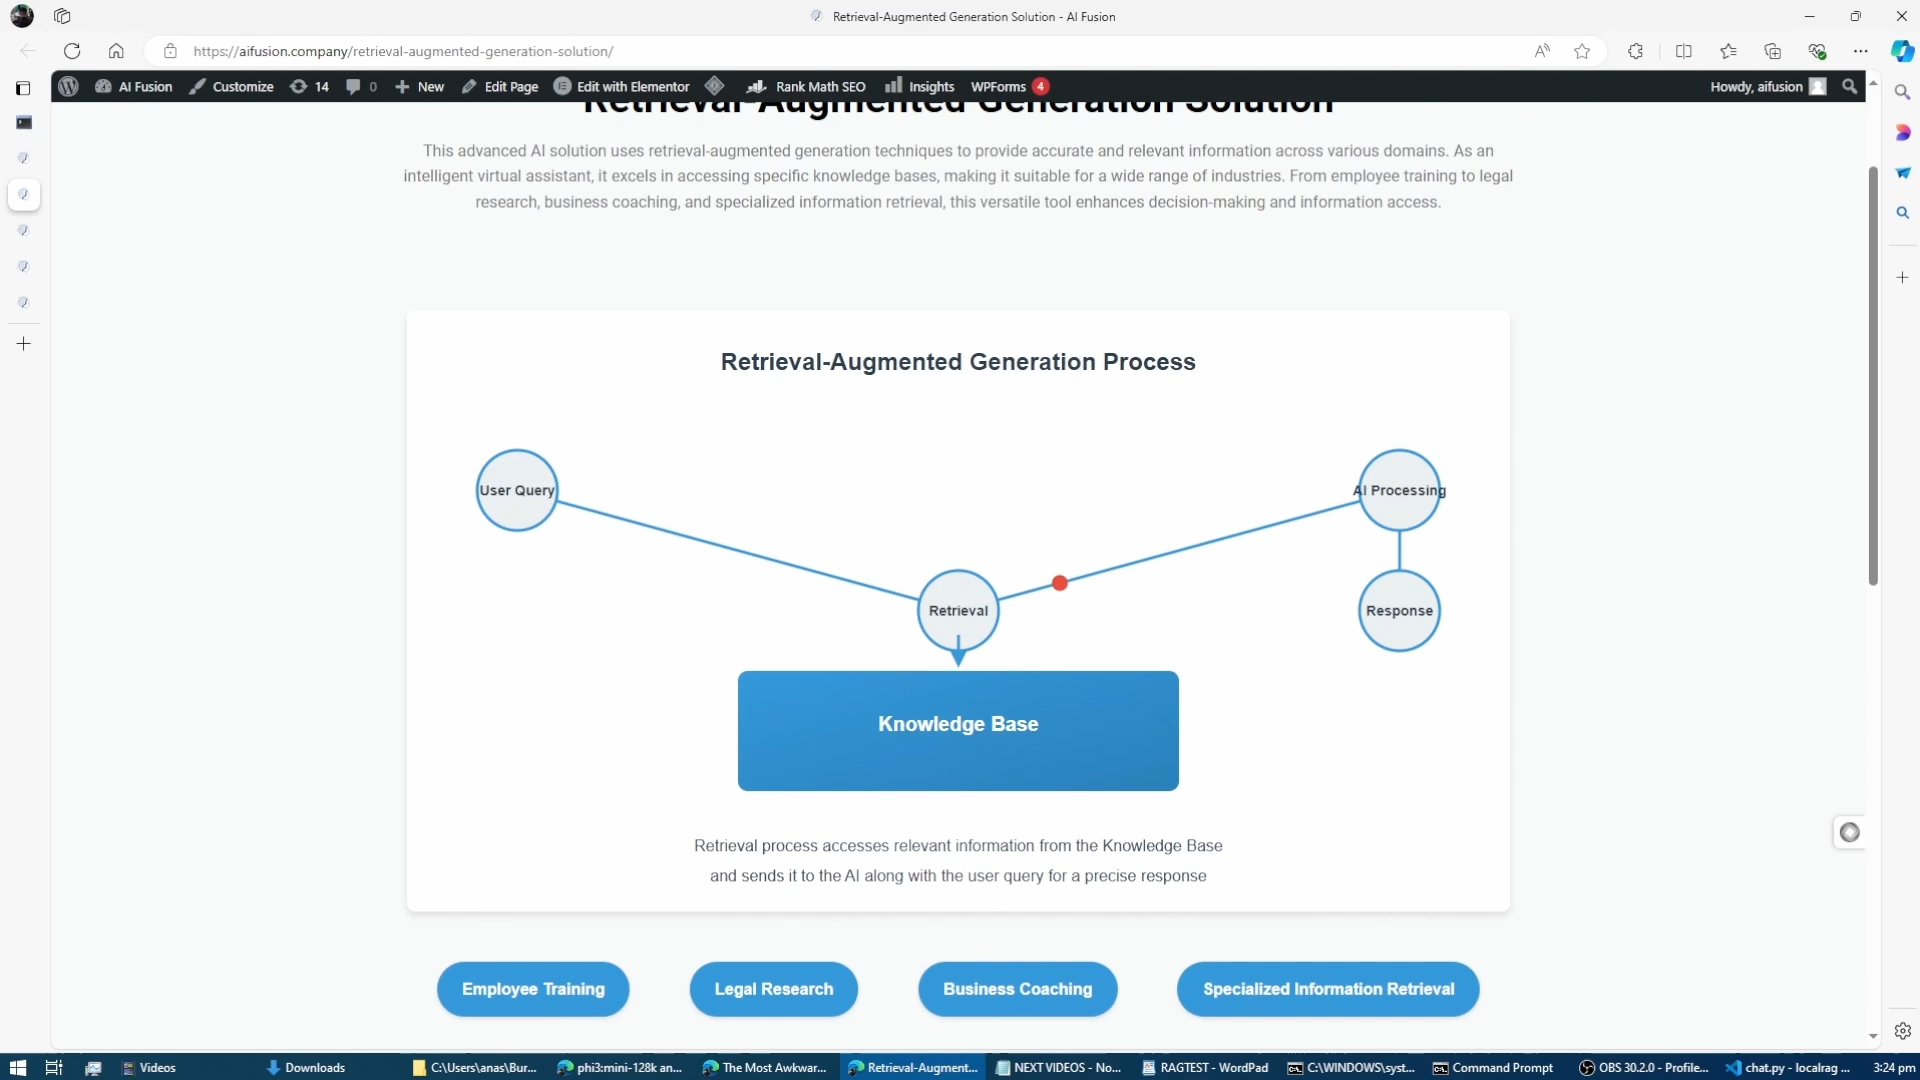 Retrieval-Augmented Generation Solution - AI Fusion
https://aifusion.company/retrieval-augmented-generation-solution/
AI Fusion Customize 14 0 New Edit Page Edit with Elementor Rank Math SEO Insights WPForms 4 Howdy, aifusion
Retrieval-Augmented Generation Solution
This advanced AI solution uses retrieval-augmented generation techniques to provide accurate and relevant information across various domains. As an
intelligent virtual assistant, it excels in accessing specific knowledge bases, making it suitable for a wide range of industries. From employee training to legal
research, business coaching, and specialized information retrieval, this versatile tool enhances decision-making and information access.
Retrieval-Augmented Generation Process
User Query
AI Processing
Retrieval
Response
Knowledge Base
Retrieval process accesses relevant information from the Knowledge Base
and sends it to the AI along with the user query for a precise response
Employee Training
Legal Research
Business Coaching
Specialized Information Retrieval
Videos Downloads C:\Users\anas\Bur... phi3:mini-128k an... The Most Awkwar... Retrieval-Augment... NEXT VIDEOS - No... RAGTEST - WordPad C:\WINDOWS\syst... Command Prompt OBS 30.2.0 - Profile... chat.py - localrag ... 3:24 pm